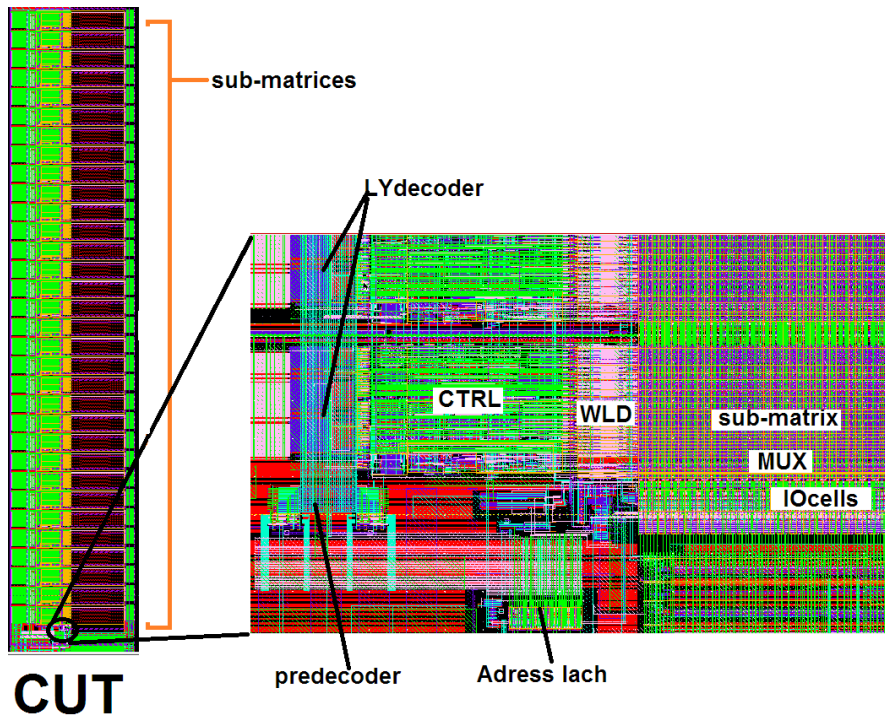 sub-matrices
LYdecoder
CTRL
WLD
sub-matrix
MUX
IOcells
predecoder
Adress lach
CUT